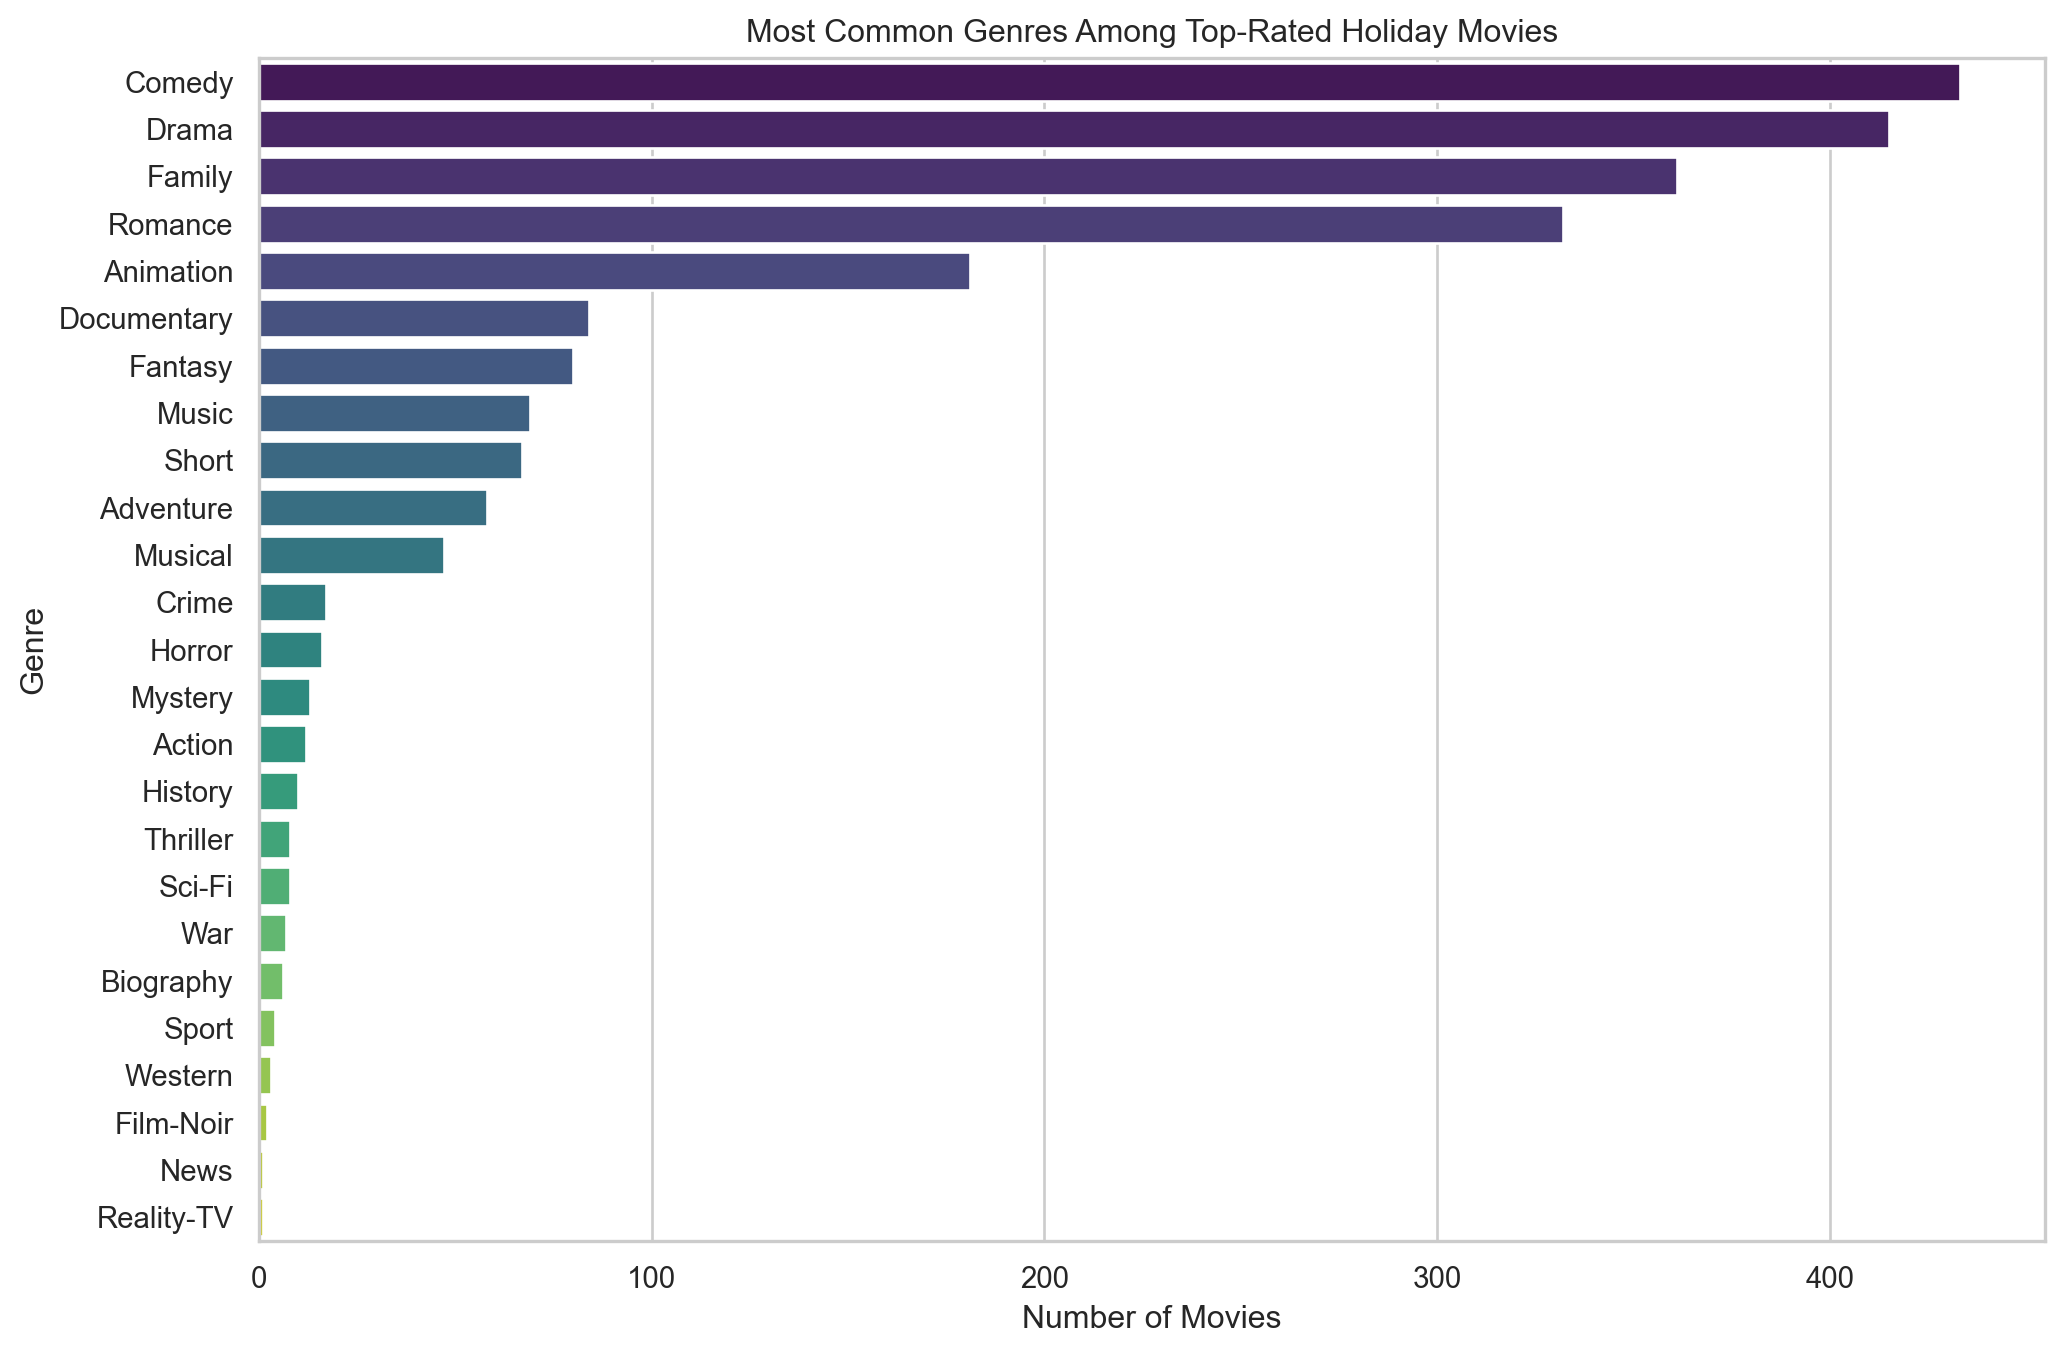 Most Common Genres Among Top-Rated Holiday Movies
Comedy
Drama
Family
Romance
Animation
Documentary
Fantasy
Music
Short
Adventure
Musical
Crime
Horror
Mystery
Action
History
Thriller
Sci-Fi
War
Biography
Sport
Western
Film-Noir
News
Reality-TV
Genre
0 100 200 300 400
Number of Movies